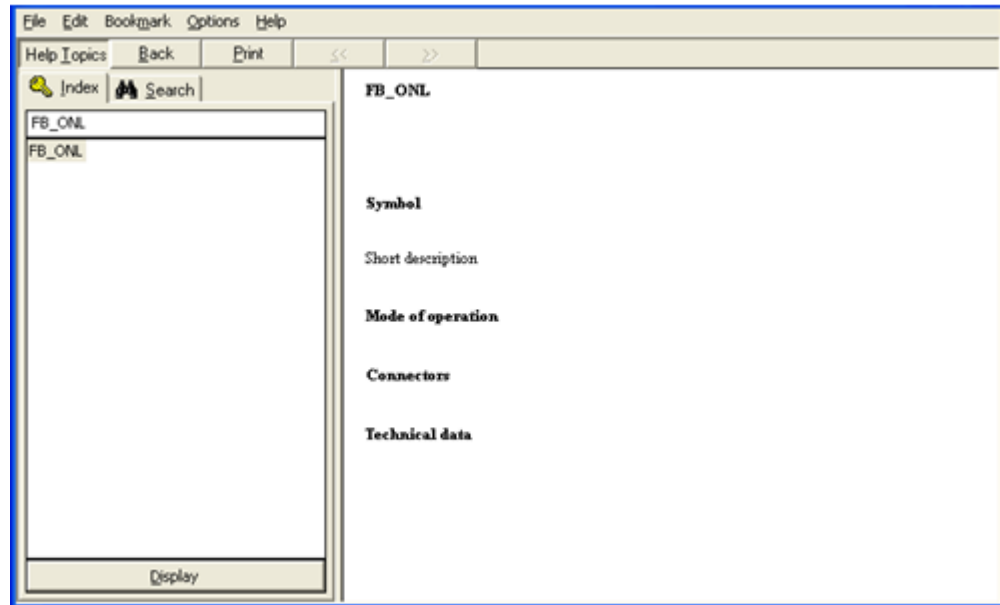 File Edit Bookmark Options Help
Help Topics Back Print << >>
Index Search
FB_ONL
FB_ONL
Display
FB_ONL
Symbol
Short description
Mode of operation
Connectors
Technical data